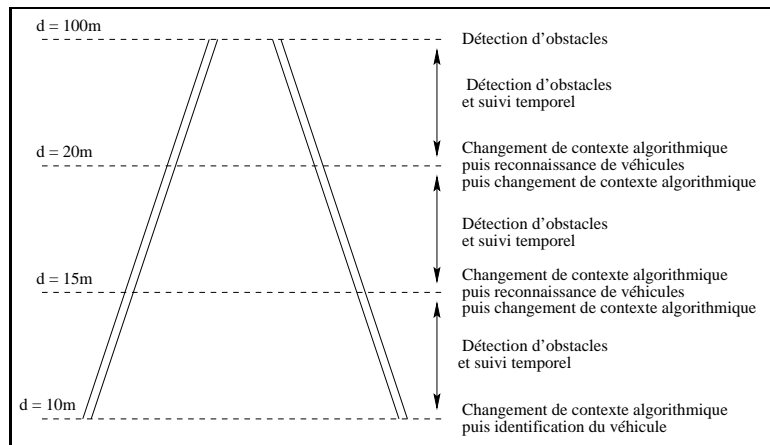 d = 100m
Détection d'obstacles
Détection d'obstacles
et suivi temporel
d = 20m
Changement de contexte algorithmique
puis reconnaissance de véhicules
puis changement de contexte algorithmique
Détection d'obstacles
et suivi temporel
d = 15m
Changement de contexte algorithmique
puis reconnaissance de véhicules
puis changement de contexte algorithmique
Détection d'obstacles
et suivi temporel
d = 10m
Changement de contexte algorithmique
puis identification du véhicule